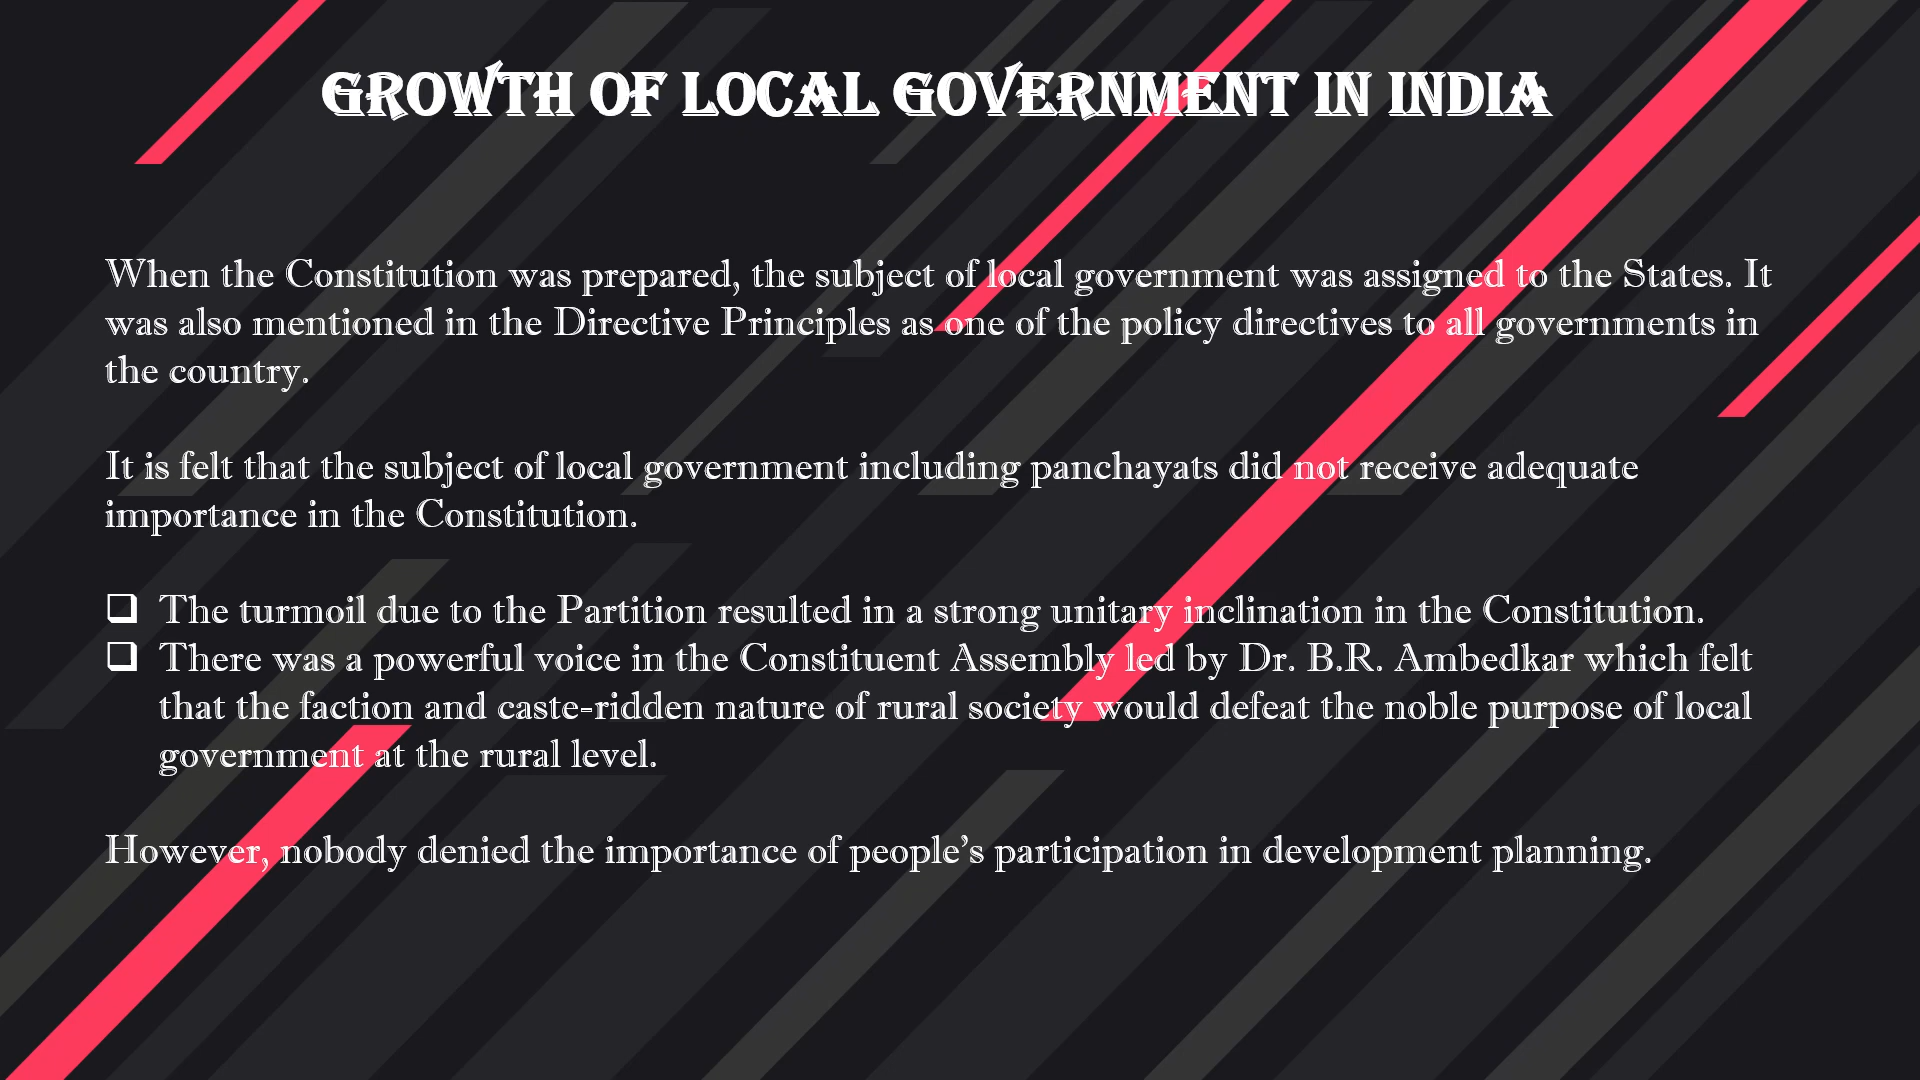 GROWTH OF LOCAL GOVERNMENT IN INDIA
When the Constitution was prepared, the subject of local government was assigned to the States. It
was also mentioned in the Directive Principles as one of the policy directives to all governments in
the country.
It is felt that the subject of local government including panchayats did not receive adequate
importance in the Constitution.
❑ The turmoil due to the Partition resulted in a strong unitary inclination in the Constitution.
❑ There was a powerful voice in the Constituent Assembly led by Dr. B.R. Ambedkar which felt
that the faction and caste-ridden nature of rural society would defeat the noble purpose of local
government at the rural level.
However, nobody denied the importance of people’s participation in development planning.